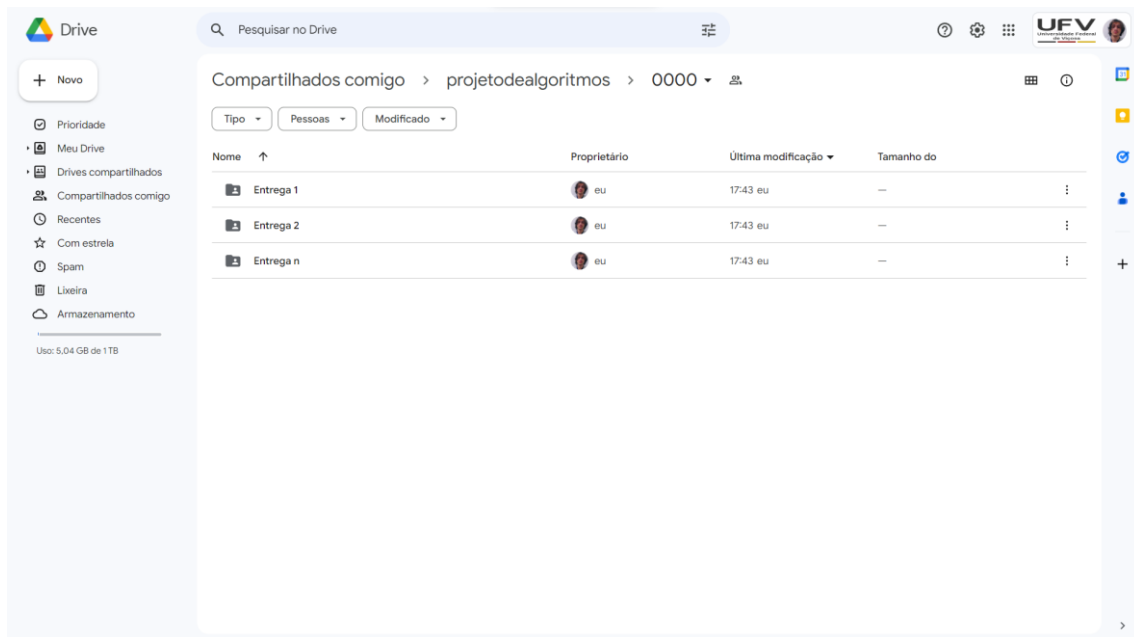 Drive
Pesquisar no Drive
UFV
Universidade Federal
de Viçosa
Novo
Prioridade
Meu Drive
Drives compartilhados
Compartilhados comigo
Recentes
Com estrela
Spam
Lixeira
Armazenamento
Uso: 5,04 GB de 1 TB
Compartilhados comigo > projetodealgoritmos > 0000
Tipo Pessoas Modificado
Nome Proprietário Última modificação Tamanho do
Entrega 1 eu 17:43 eu —
Entrega 2 eu 17:43 eu —
Entrega n eu 17:43 eu —
31